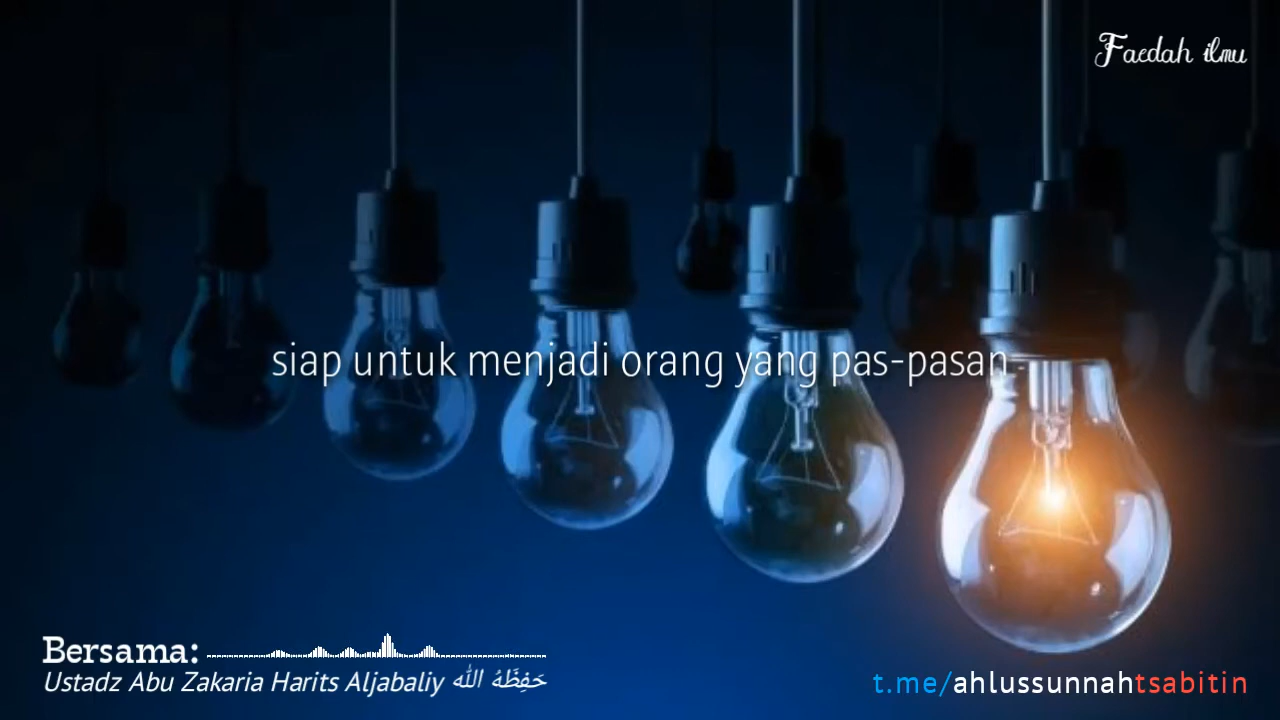 Faedah ilmu
siap untuk menjadi orang yang pas-pasan
Bersama:
Ustadz Abu Zakaria Harits Aljabaliy حَفِظَهُ الله
t.me/ahlussunnahtsabitin